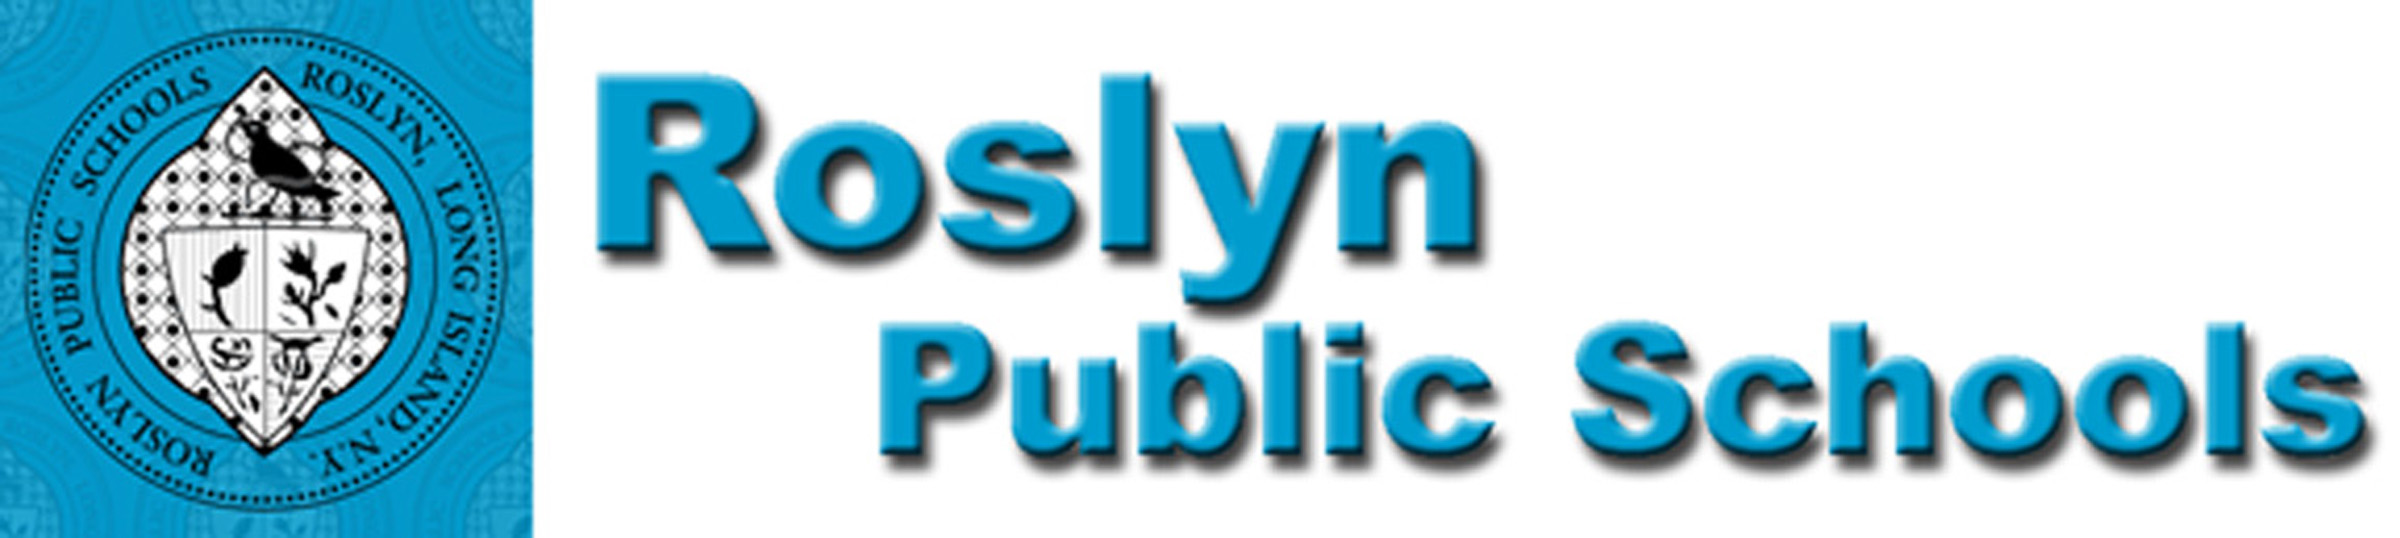 ROSLYN PUBLIC SCHOOLS
ROSLYN, LONG ISLAND, N.Y.
Roslyn
Public Schools